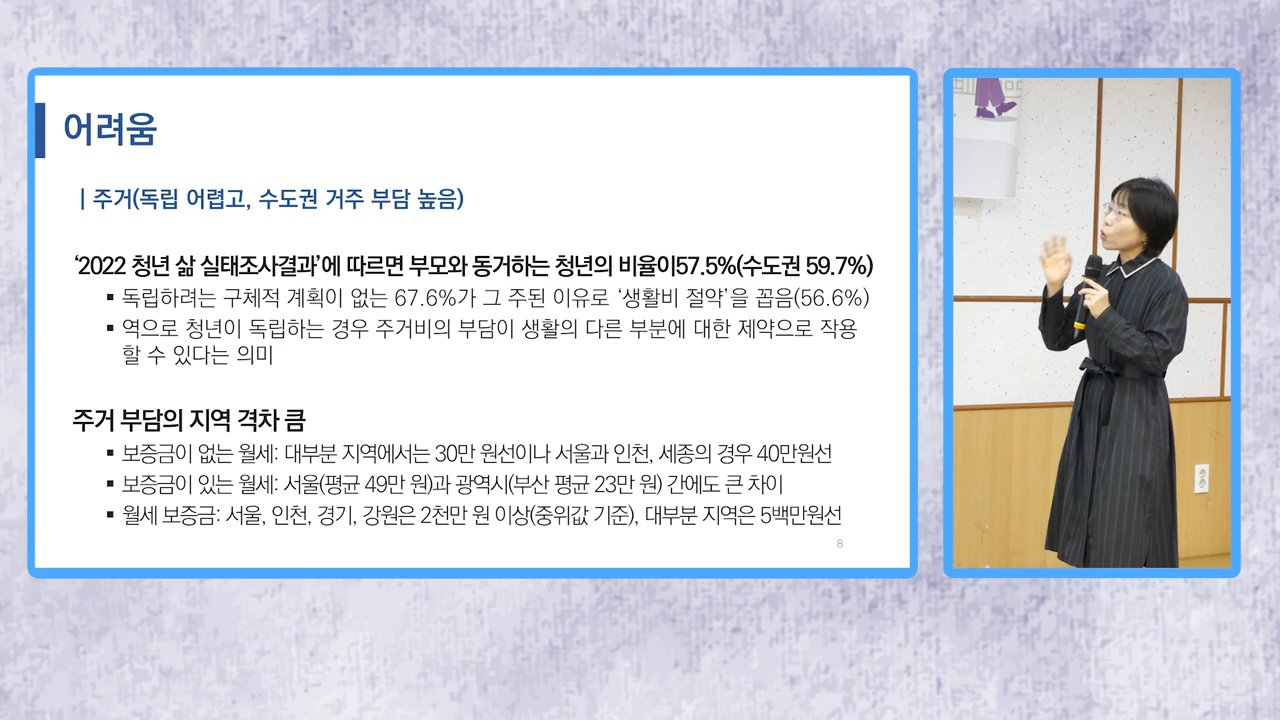 어려움
| 주거(독립 어렵고, 수도권 거주 부담 높음)
‘2022 청년 삶 실태조사결과’에 따르면 부모와 동거하는 청년의 비율이57.5%(수도권 59.7%)
▪ 독립하려는 구체적 계획이 없는 67.6%가 그 주된 이유로 ‘생활비 절약’을 꼽음(56.6%)
▪ 역으로 청년이 독립하는 경우 주거비의 부담이 생활의 다른 부분에 대한 제약으로 작용
할 수 있다는 의미
주거 부담의 지역 격차 큼
▪ 보증금이 없는 월세: 대부분 지역에서는 30만 원선이나 서울과 인천, 세종의 경우 40만원선
▪ 보증금이 있는 월세: 서울(평균 49만 원)과 광역시(부산 평균 23만 원) 간에도 큰 차이
▪ 월세 보증금: 서울, 인천, 경기, 강원은 2천만 원 이상(중위값 기준), 대부분 지역은 5백만원선
8